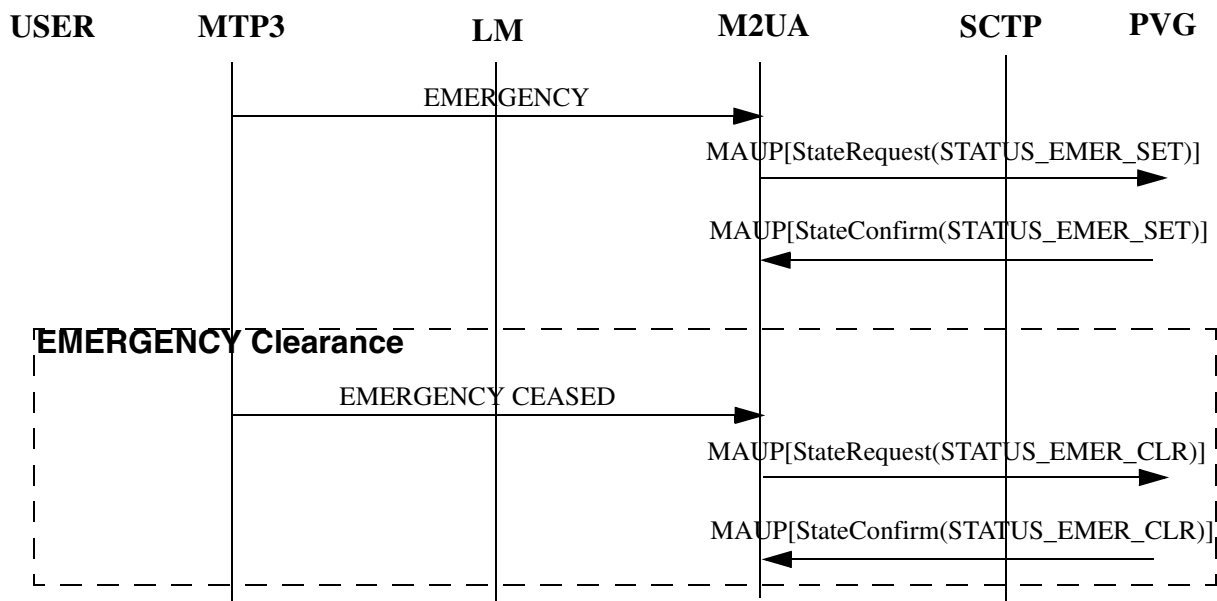 USER MTP3 LM M2UA SCTP PVG
EMERGENCY
MAUP[StateRequest(STATUS_EMER_SET)]
MAUP[StateConfirm(STATUS_EMER_SET)]
EMERGENCY Clearance
EMERGENCY CEASED
MAUP[StateRequest(STATUS_EMER_CLR)]
MAUP[StateConfirm(STATUS_EMER_CLR)]